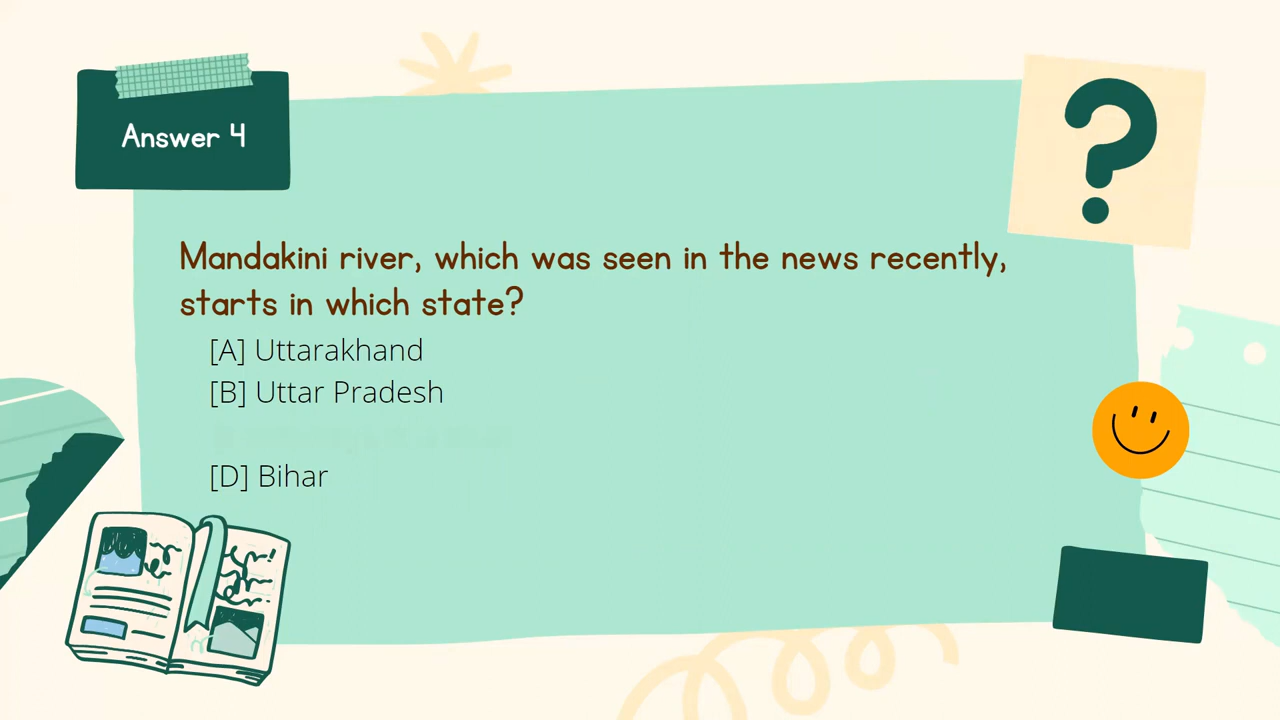 Answer 4
Mandakini river, which was seen in the news recently,
starts in which state?
[A] Uttarakhand
[B] Uttar Pradesh
[D] Bihar